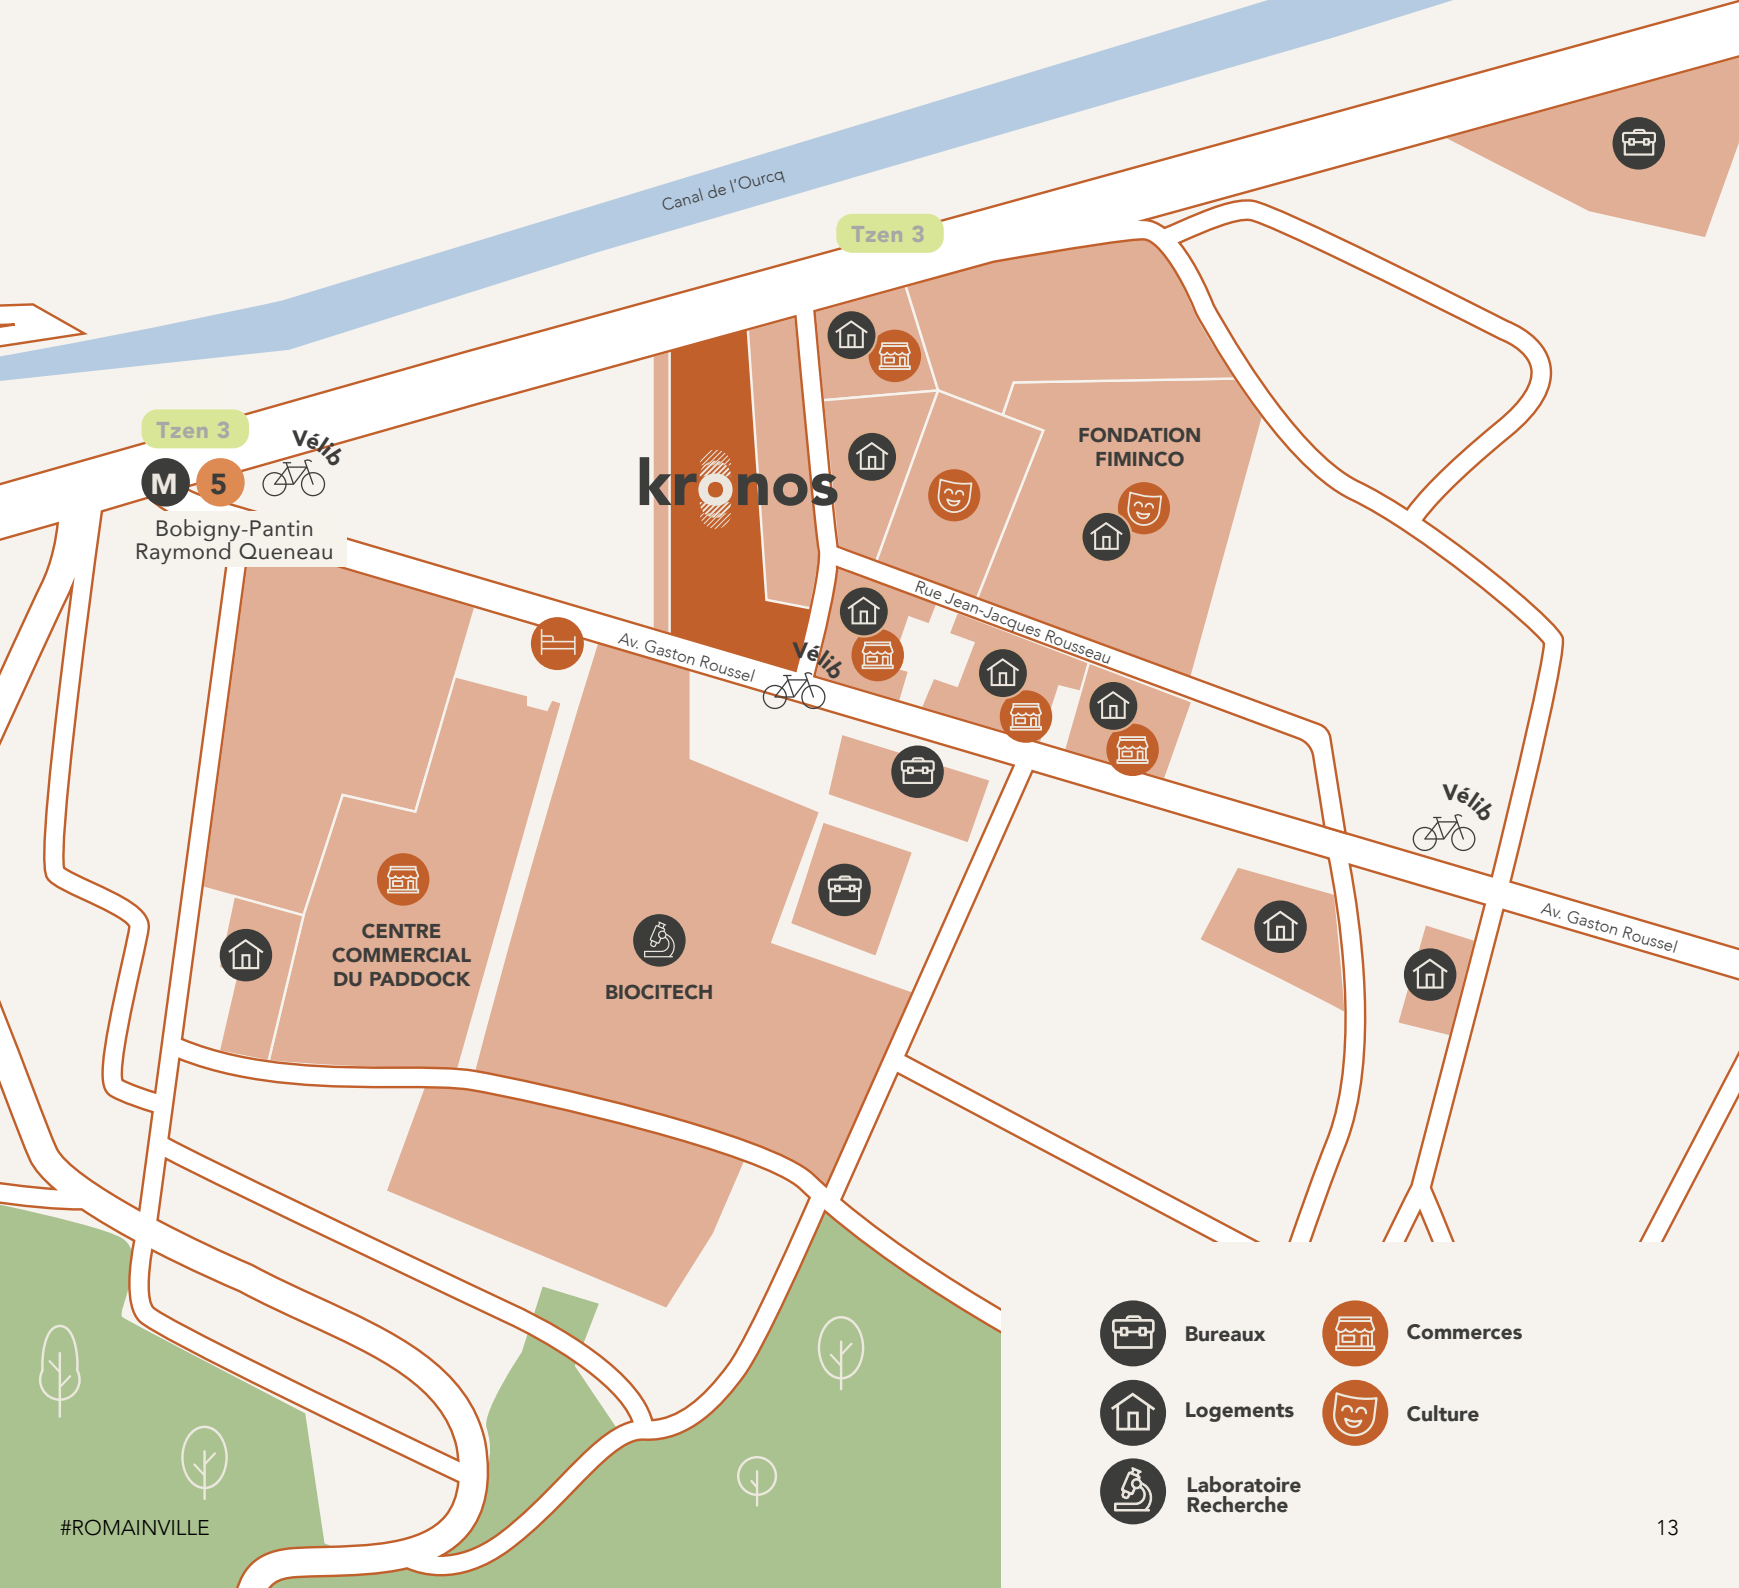 Canal de l'Ourcq
Tzen 3
Tzen 3
Vélib
M 5
Bobigny-Pantin
Raymond Queneau
kronos
FONDATION
FIMINCO
Rue Jean-Jacques Rousseau
Av. Gaston Roussel
Vélib
Vélib
Av. Gaston Roussel
CENTRE
COMMERCIAL
DU PADDOCK
BIOCITECH
Bureaux
Commerces
Logements
Culture
Laboratoire
Recherche
#ROMAINVILLE
13